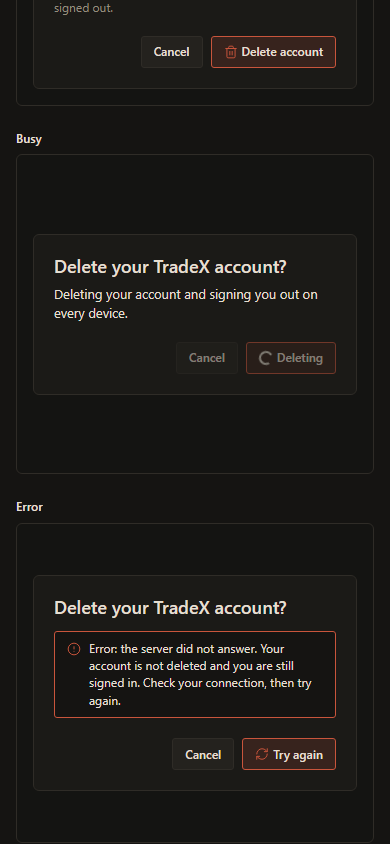 signed out.
Cancel
Delete account
Busy
Delete your TradeX account?
Deleting your account and signing you out on
every device.
Cancel
Deleting
Error
Delete your TradeX account?
Error: the server did not answer. Your
account is not deleted and you are still
signed in. Check your connection, then try
again.
Cancel
Try again